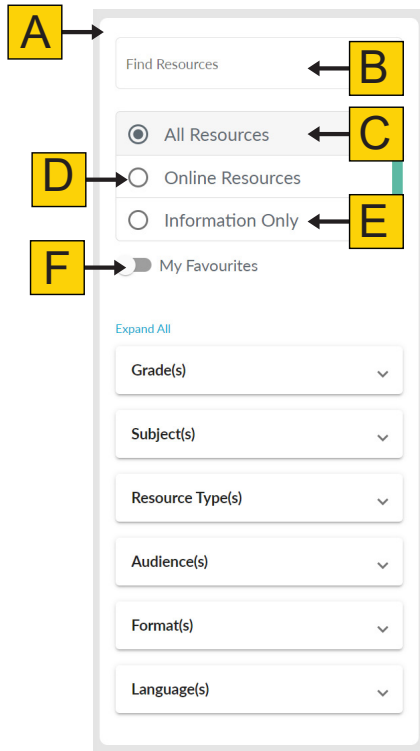 A
Find Resources
B
All Resources
C
D
Online Resources
Information Only
E
F
My Favourites
Expand All
Grade(s)
Subject(s)
Resource Type(s)
Audience(s)
Format(s)
Language(s)